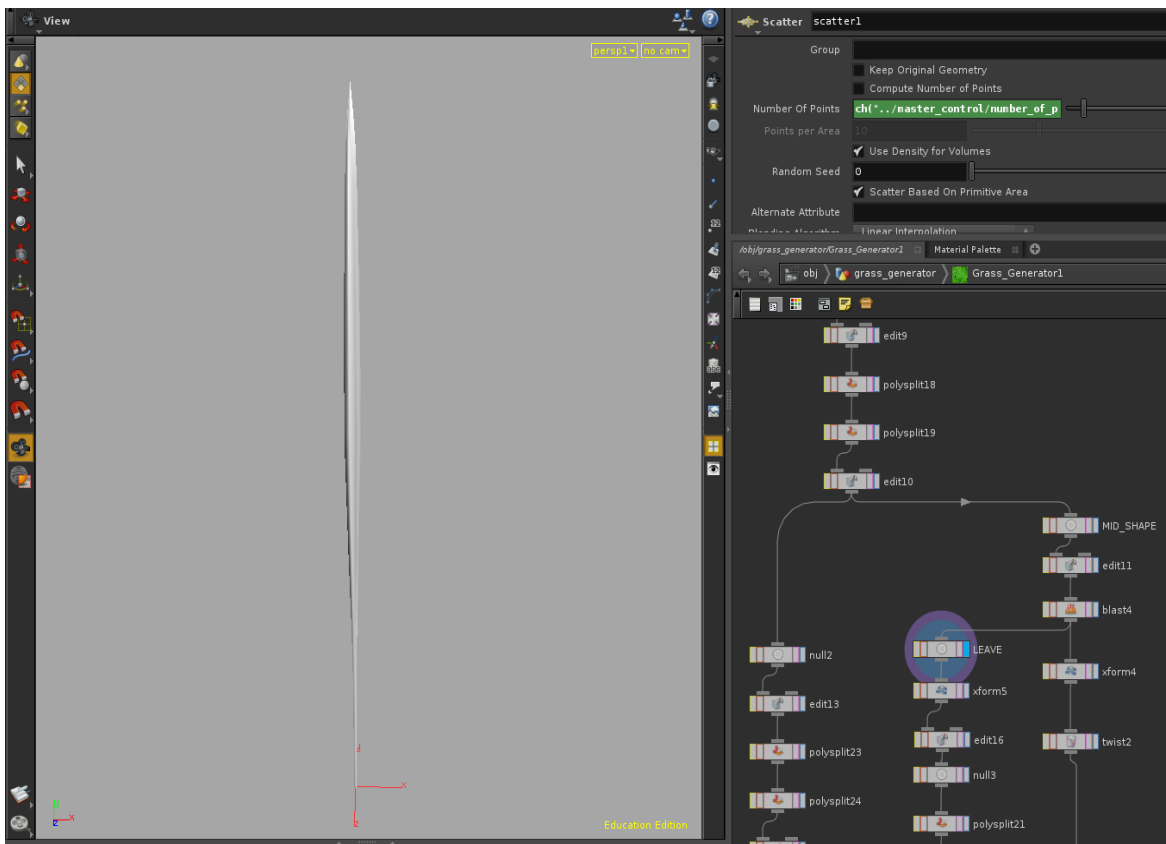 View
persp1
no cam
Education Edition
Scatter scatter1
Group
Keep Original Geometry
Compute Number of Points
Number Of Points ch("../master_control/number_of_p
Points per Area 10
Use Density for Volumes
Random Seed 0
Scatter Based On Primitive Area
Alternate Attribute
Blending Algorithm Linear Interpolation
/obj/grass_generator/Grass_Generator1 Material Palette
obj grass_generator Grass_Generator1
edit9
polysplit18
polysplit19
edit10
MID_SHAPE
edit11
blast4
null2
LEAVE
xform4
xform5
edit13
edit16
twist2
polysplit23
null3
polysplit24
polysplit21